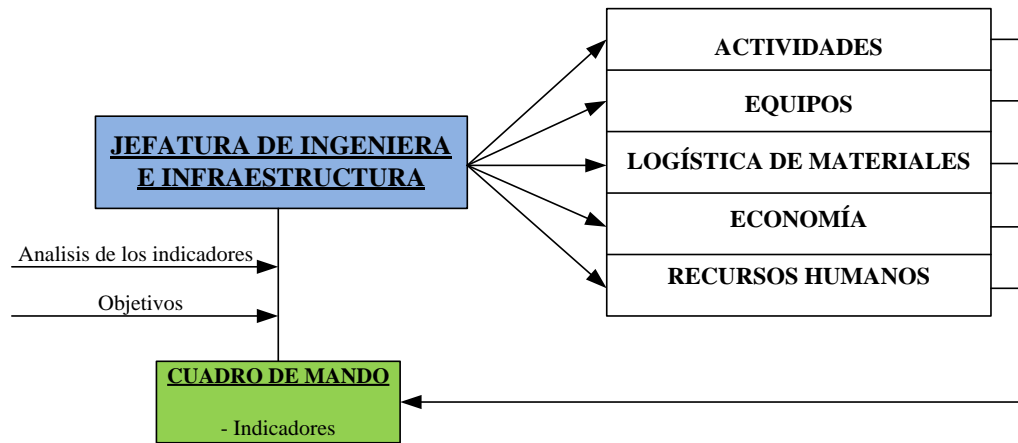 JEFATURA DE INGENIERA
E INFRAESTRUCTURA
ACTIVIDADES
EQUIPOS
LOGÍSTICA DE MATERIALES
ECONOMÍA
RECURSOS HUMANOS
Analisis de los indicadores
Objetivos
CUADRO DE MANDO
- Indicadores